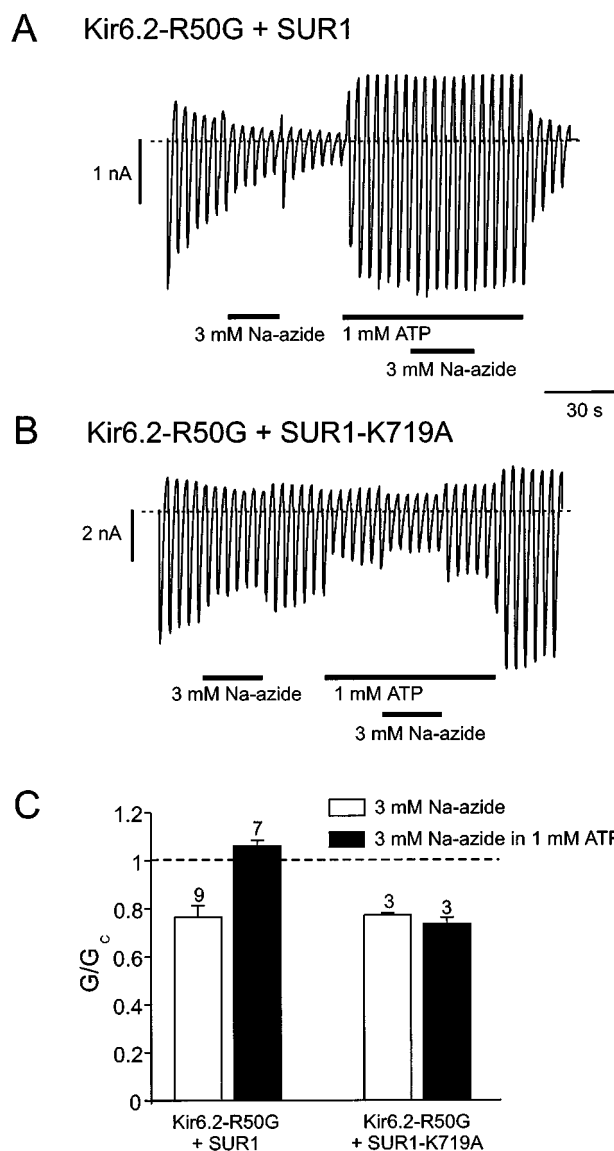 A Kir6.2-R50G + SUR1
1 nA
3 mM Na-azide 1 mM ATP
3 mM Na-azide
30 s
B Kir6.2-R50G + SUR1-K719A
2 nA
3 mM Na-azide 1 mM ATP
3 mM Na-azide
C
3 mM Na-azide
3 mM Na-azide in 1 mM ATP
1.2
1
0.8
0.6
0.4
0.2
0
G/Gc
9
7
3
3
Kir6.2-R50G
+ SUR1
Kir6.2-R50G
+ SUR1-K719A